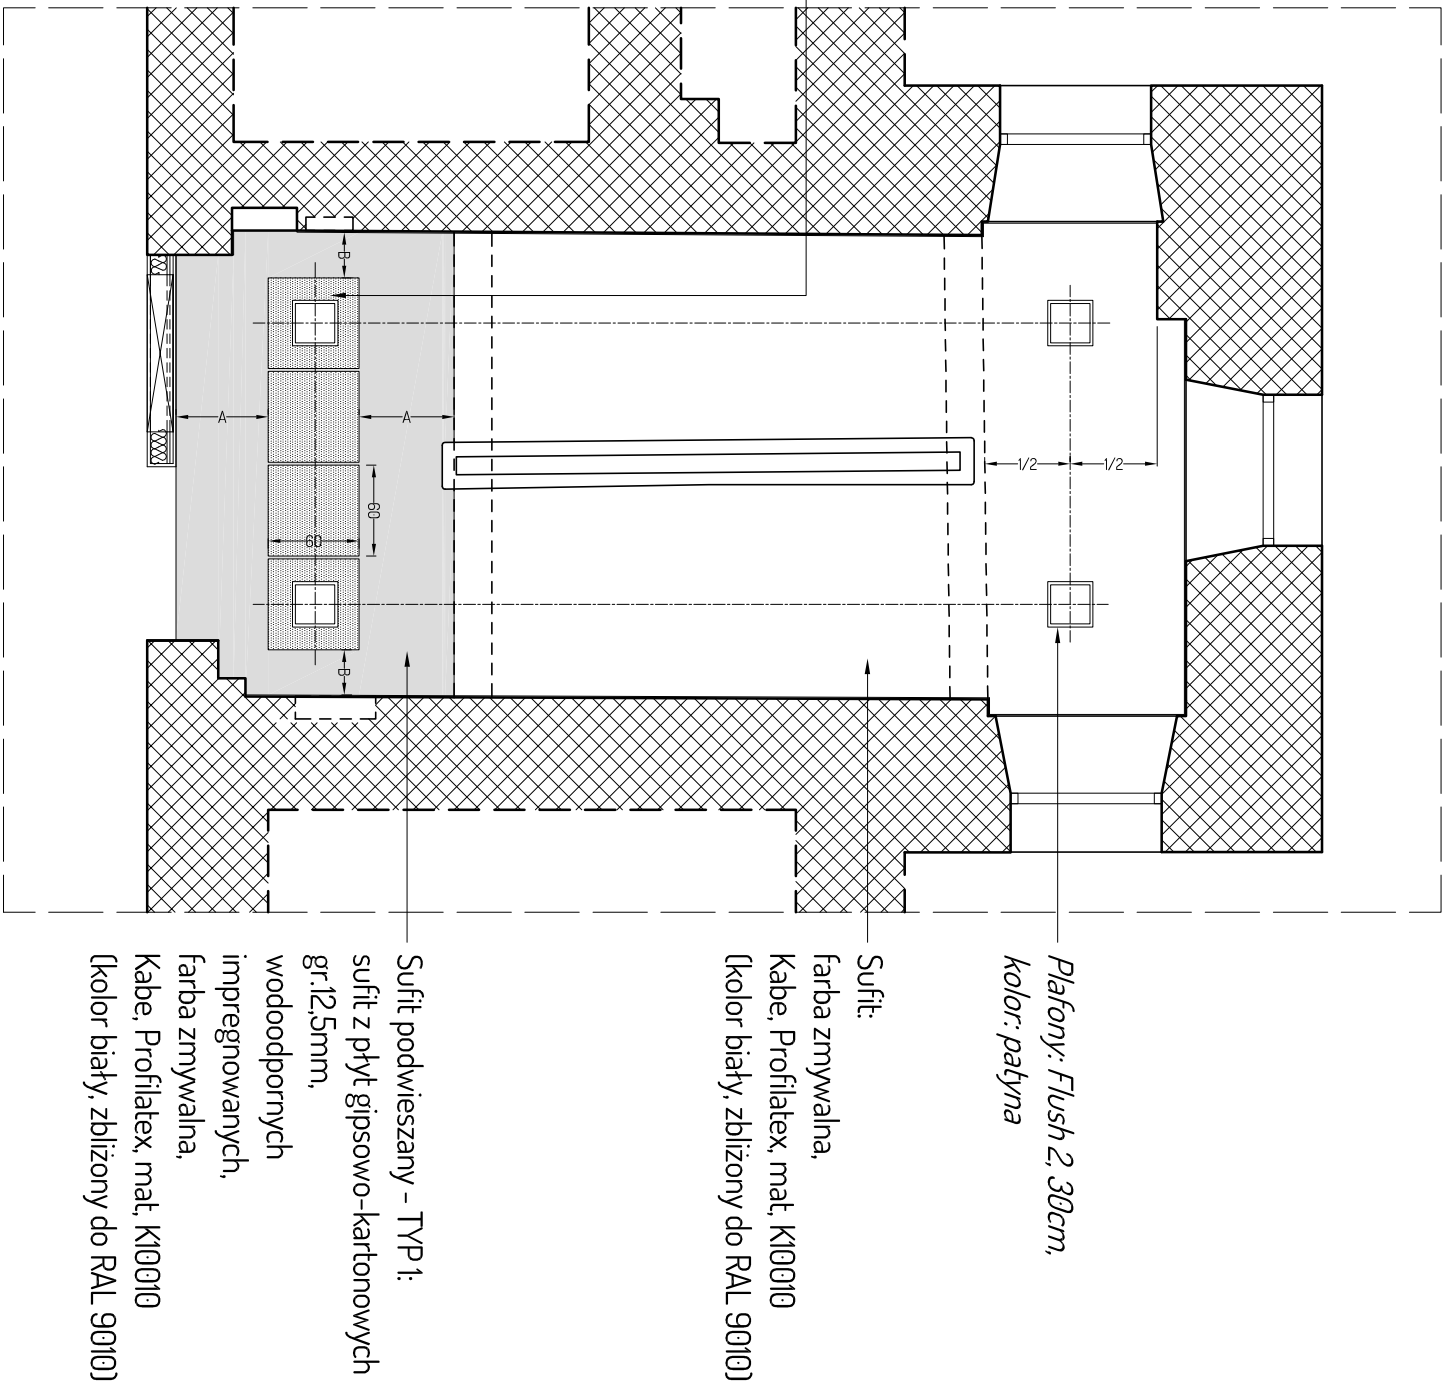 B
A
A
60
60
B
1/2
1/2
Plafony: Flush 2, 30cm,
kolor: patyna
Sufit:
farba zmywalna,
Kabe, Profilatex, mat, K10010
(kolor biały, zbliżony do RAL 9010)
Sufit podwieszany - TYP 1:
sufit z płyt gipsowo-kartonowych
gr.12,5mm,
wodoodpornych
impregnowanych,
farba zmywalna,
Kabe, Profilatex, mat, K10010
(kolor biały, zbliżony do RAL 9010)